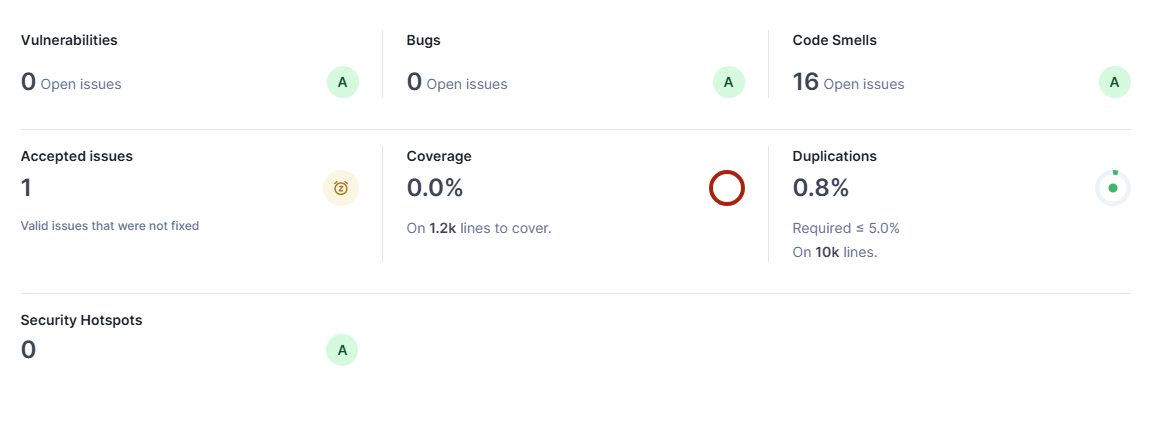 Vulnerabilities
0 Open issues
A
Bugs
0 Open issues
A
Code Smells
16 Open issues
A
Accepted issues
1
Valid issues that were not fixed
Coverage
0.0%
On 1.2k lines to cover.
Duplications
0.8%
Required ≤ 5.0%
On 10k lines.
Security Hotspots
0
A